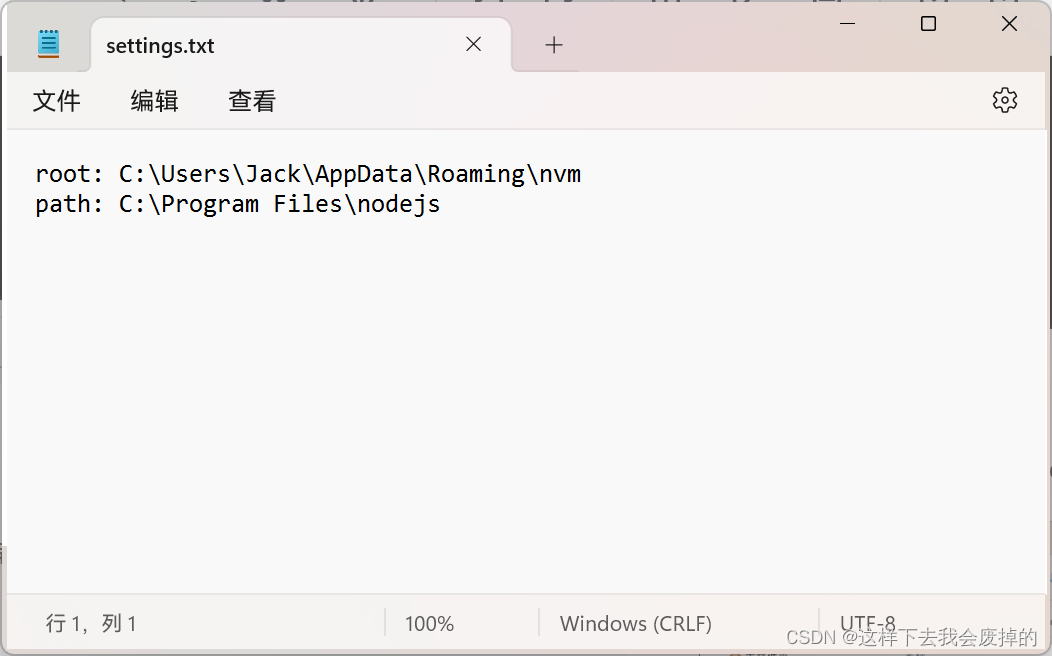 settings.txt
文件 编辑 查看
root: C:\Users\Jack\AppData\Roaming\nvm
path: C:\Program Files\nodejs
行 1，列 1 100% Windows (CRLF) UTF-8
CSDN @这样下去我会废掉的